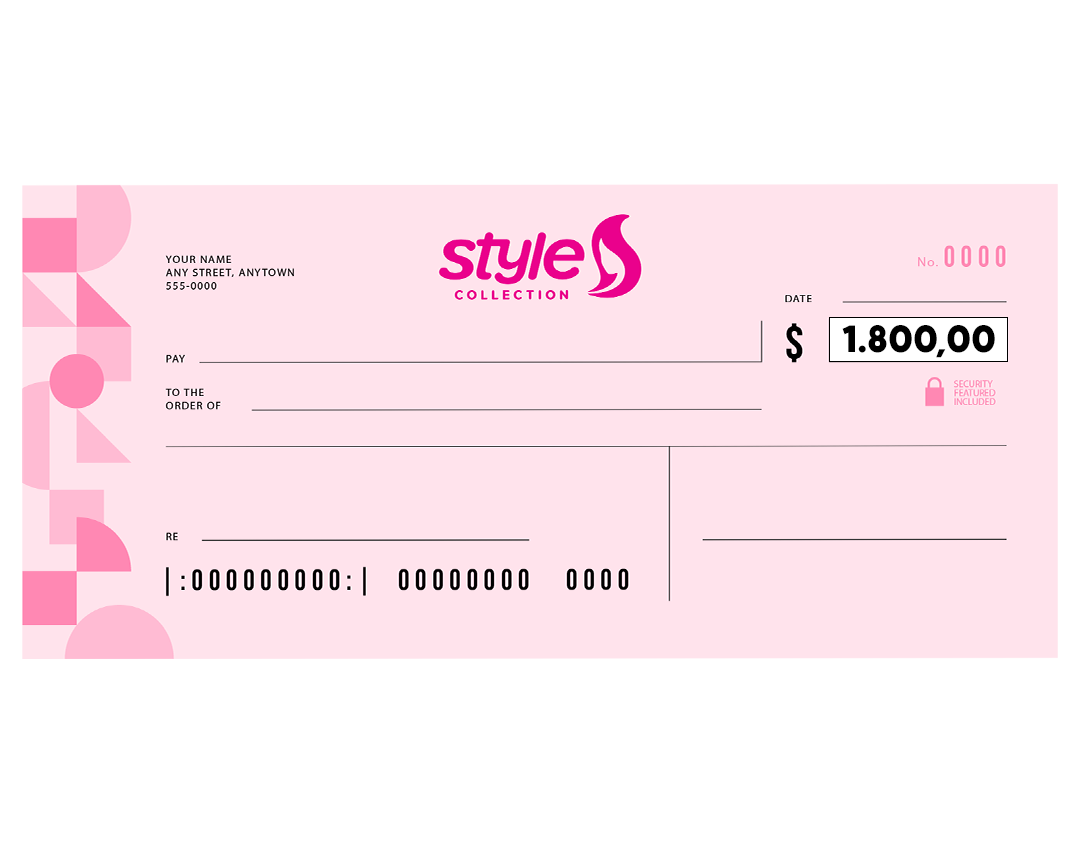 YOUR NAME
ANY STREET, ANYTOWN
555-0000
style
COLLECTION
No. 0000
DATE
PAY
$ 1.800,00
TO THE
ORDER OF
SECURITY
FEATURED
INCLUDED
RE
|:000000000:| 00000000 0000